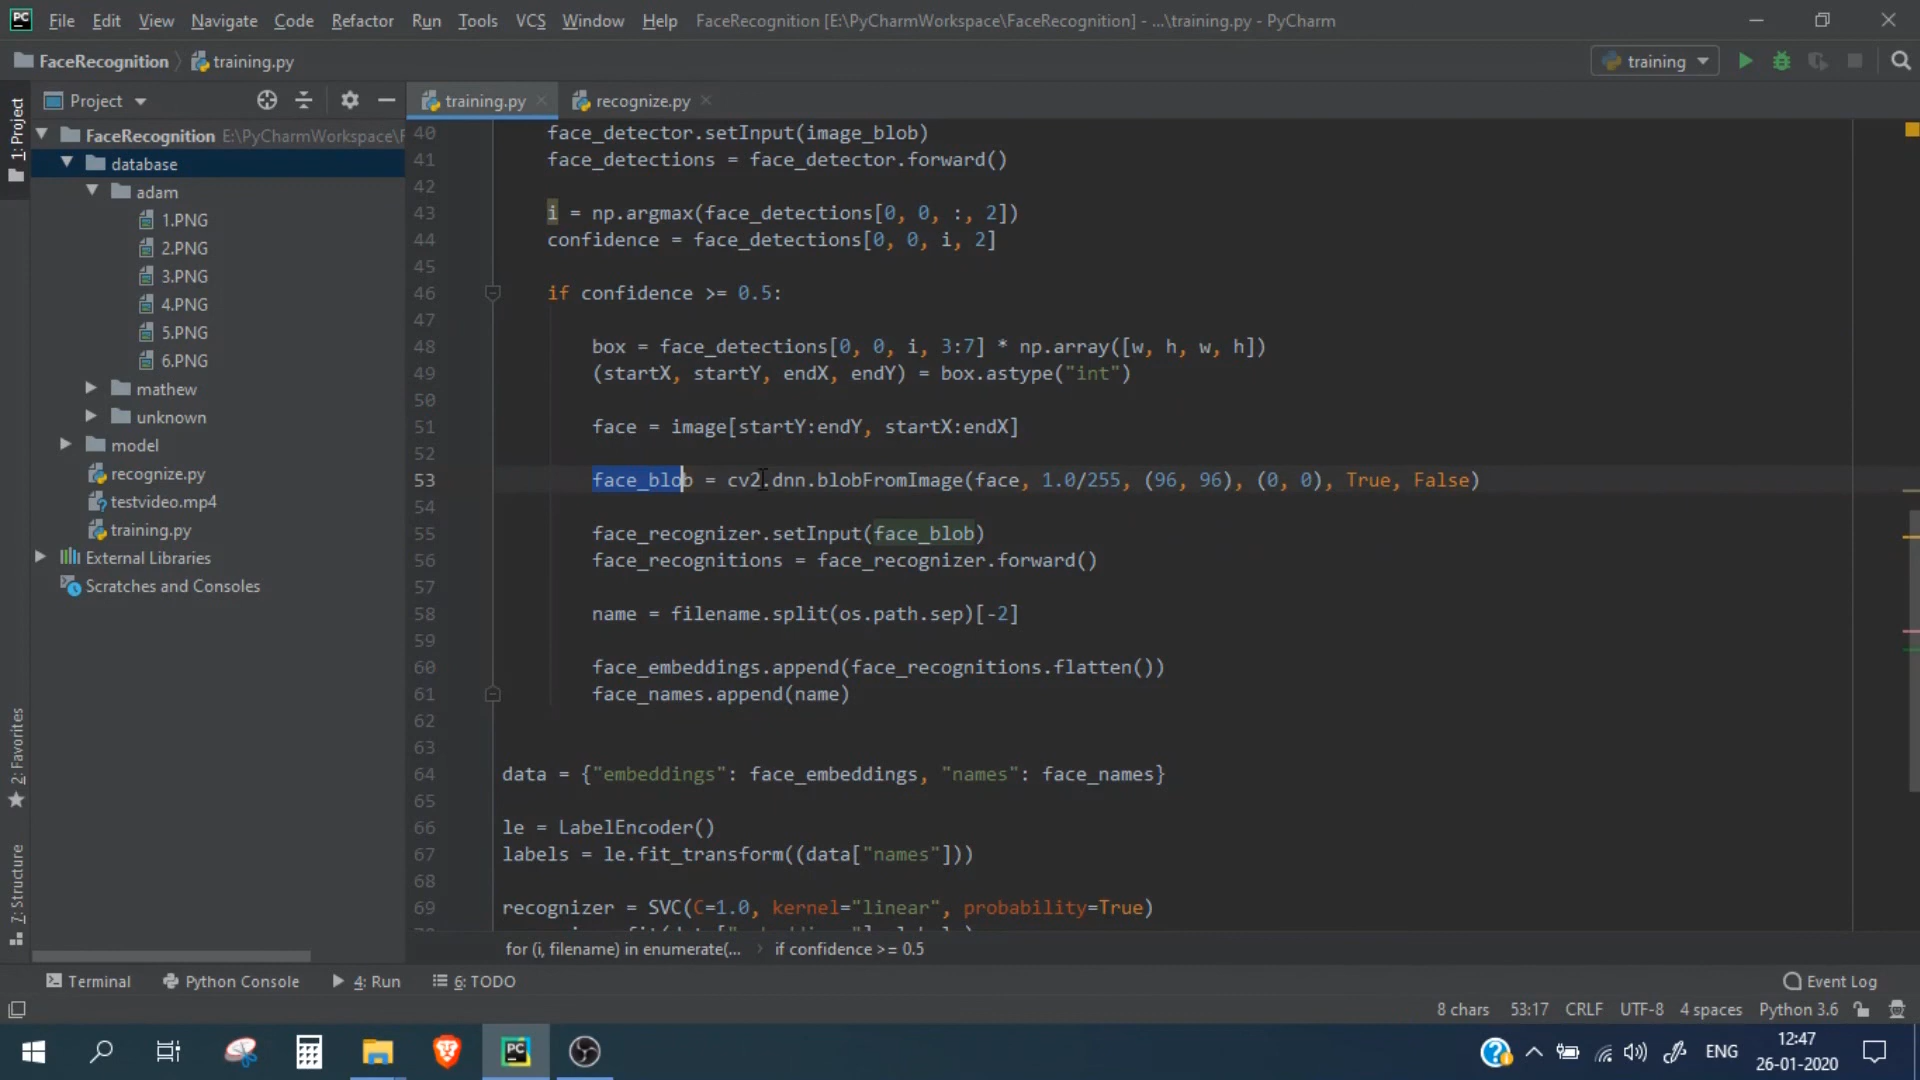 PC File Edit View Navigate Code Refactor Run Tools VCS Window Help FaceRecognition [E:\PyCharmWorkspace\FaceRecognition] - ...\training.py - PyCharm
FaceRecognition training.py training
1: Project
Project
training.py recognize.py
FaceRecognition E:\PyCharmWorkspace\F
database
adam
1.PNG
2.PNG
3.PNG
4.PNG
5.PNG
6.PNG
mathew
unknown
model
recognize.py
testvideo.mp4
training.py
External Libraries
Scratches and Consoles
40 face_detector.setInput(image_blob)
41 face_detections = face_detector.forward()
42
43 i = np.argmax(face_detections[0, 0, :, 2])
44 confidence = face_detections[0, 0, i, 2]
45
46 if confidence >= 0.5:
47
48 box = face_detections[0, 0, i, 3:7] * np.array([w, h, w, h])
49 (startX, startY, endX, endY) = box.astype("int")
50
51 face = image[startY:endY, startX:endX]
52
53 face_blob = cv2.dnn.blobFromImage(face, 1.0/255, (96, 96), (0, 0), True, False)
54
55 face_recognizer.setInput(face_blob)
56 face_recognitions = face_recognizer.forward()
57
58 name = filename.split(os.path.sep)[-2]
59
60 face_embeddings.append(face_recognitions.flatten())
61 face_names.append(name)
62
63
64 data = {"embeddings": face_embeddings, "names": face_names}
65
66 le = LabelEncoder()
67 labels = le.fit_transform((data["names"]))
68
69 recognizer = SVC(C=1.0, kernel="linear", probability=True)
for (i, filename) in enumerate(... if confidence >= 0.5
2: Favorites
7: Structure
Terminal Python Console 4: Run 6: TODO Event Log
8 chars 53:17 CRLF UTF-8 4 spaces Python 3.6
PC ENG 12:47
26-01-2020